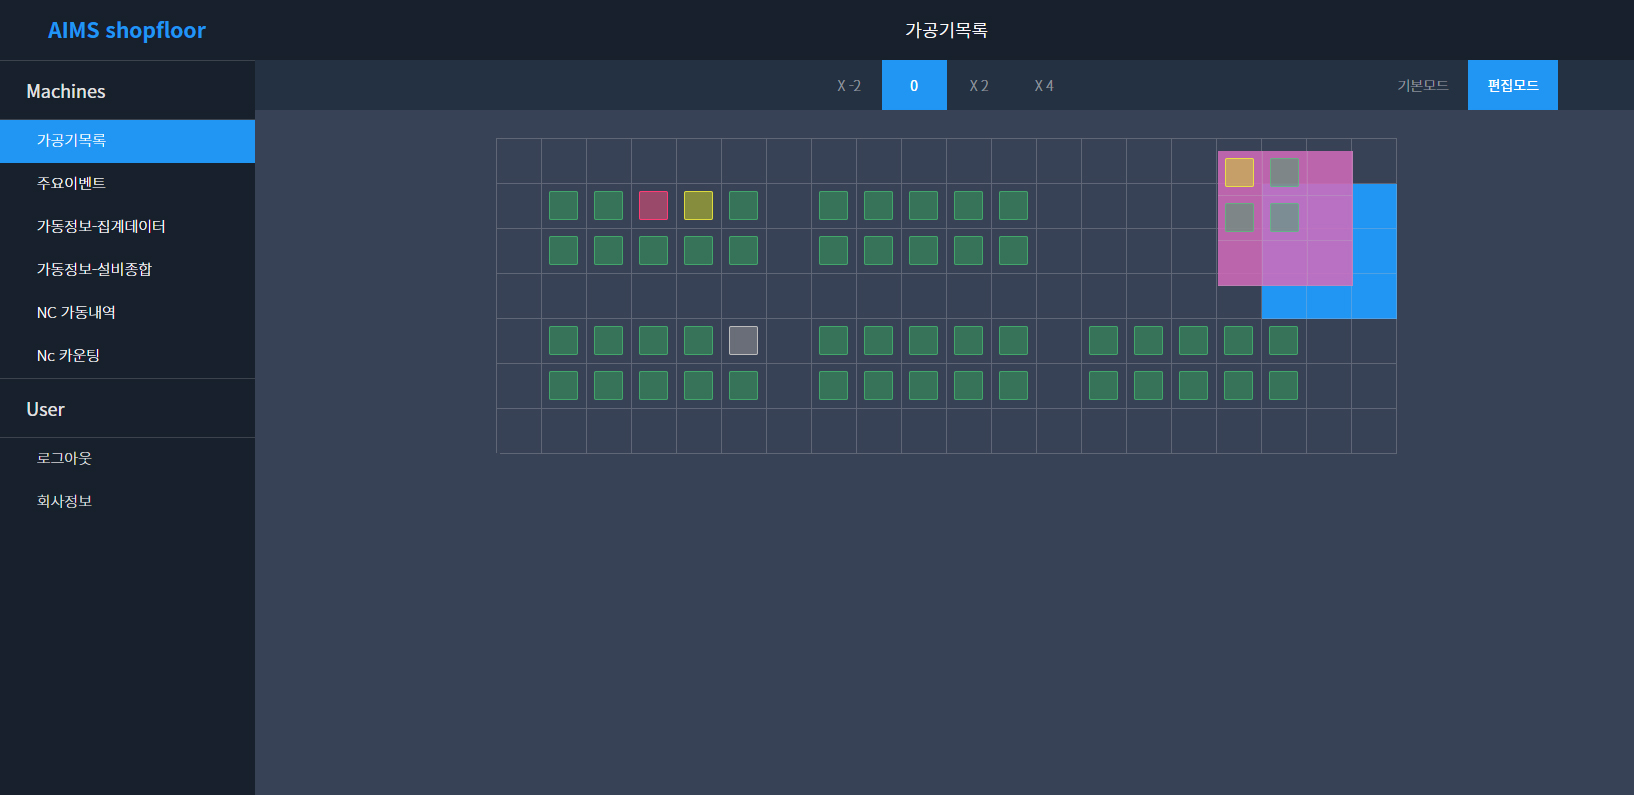 AIMS shopfloor
가공기목록
X -2
0
X 2
X 4
기본모드
편집모드
Machines
가공기목록
주요이벤트
가동정보-집계데이터
가동정보-설비종합
NC 가동내역
Nc 카운팅
User
로그아웃
회사정보